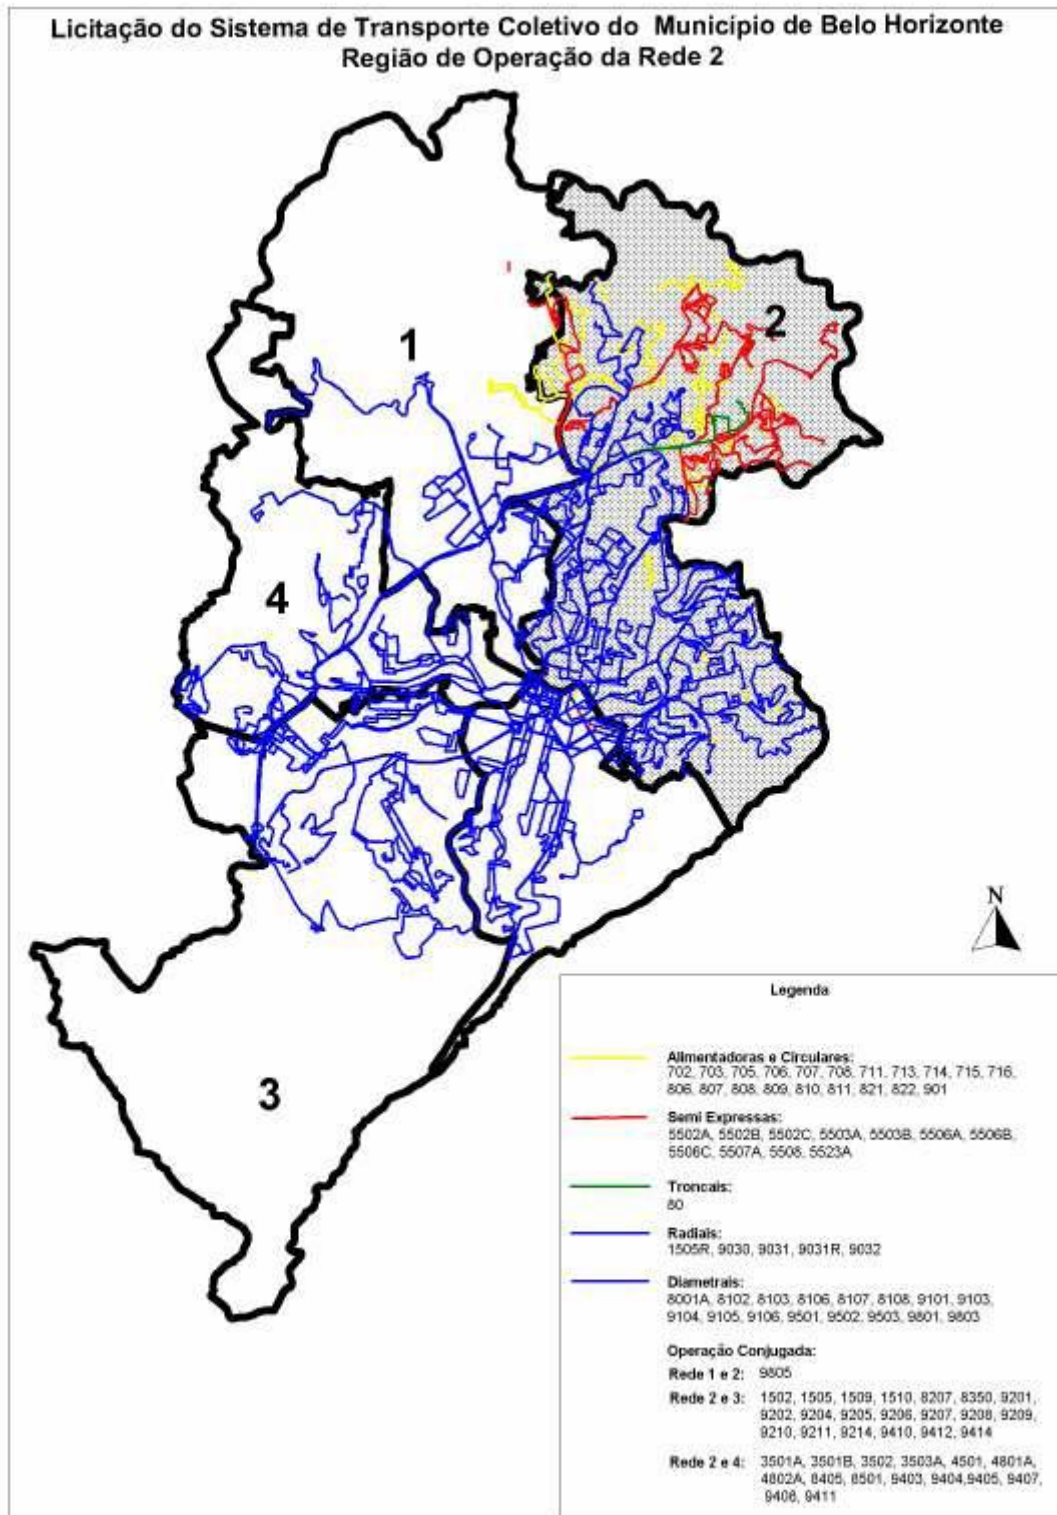 Licitação do Sistema de Transporte Coletivo do Município de Belo Horizonte
Região de Operação da Rede 2
1
2
4
3
N
Legenda
Alimentadoras e Circulares:
702, 703, 705, 706, 707, 708, 711, 713, 714, 715, 716,
806, 807, 808, 809, 810, 811, 821, 822, 901
Semi Expressas:
5502A, 5502B, 5502C, 5503A, 5503B, 5506A, 5506B,
5506C, 5507A, 5508, 5523A
Troncais:
80
Radiais:
1505R, 9030, 9031, 9031R, 9032
Diametrais:
8001A, 8102, 8103, 8106, 8107, 8108, 9101, 9103,
9104, 9105, 9106, 9501, 9502, 9503, 9801, 9803
Operação Conjugada:
Rede 1 e 2: 9805
Rede 2 e 3: 1502, 1505, 1509, 1510, 8207, 8350, 9201,
9202, 9204, 9205, 9206, 9207, 9208, 9209,
9210, 9211, 9214, 9410, 9412, 9414
Rede 2 e 4: 3501A, 3501B, 3502, 3503A, 4501, 4801A,
4802A, 8405, 8501, 9403, 9404,9405, 9407,
9408, 9411